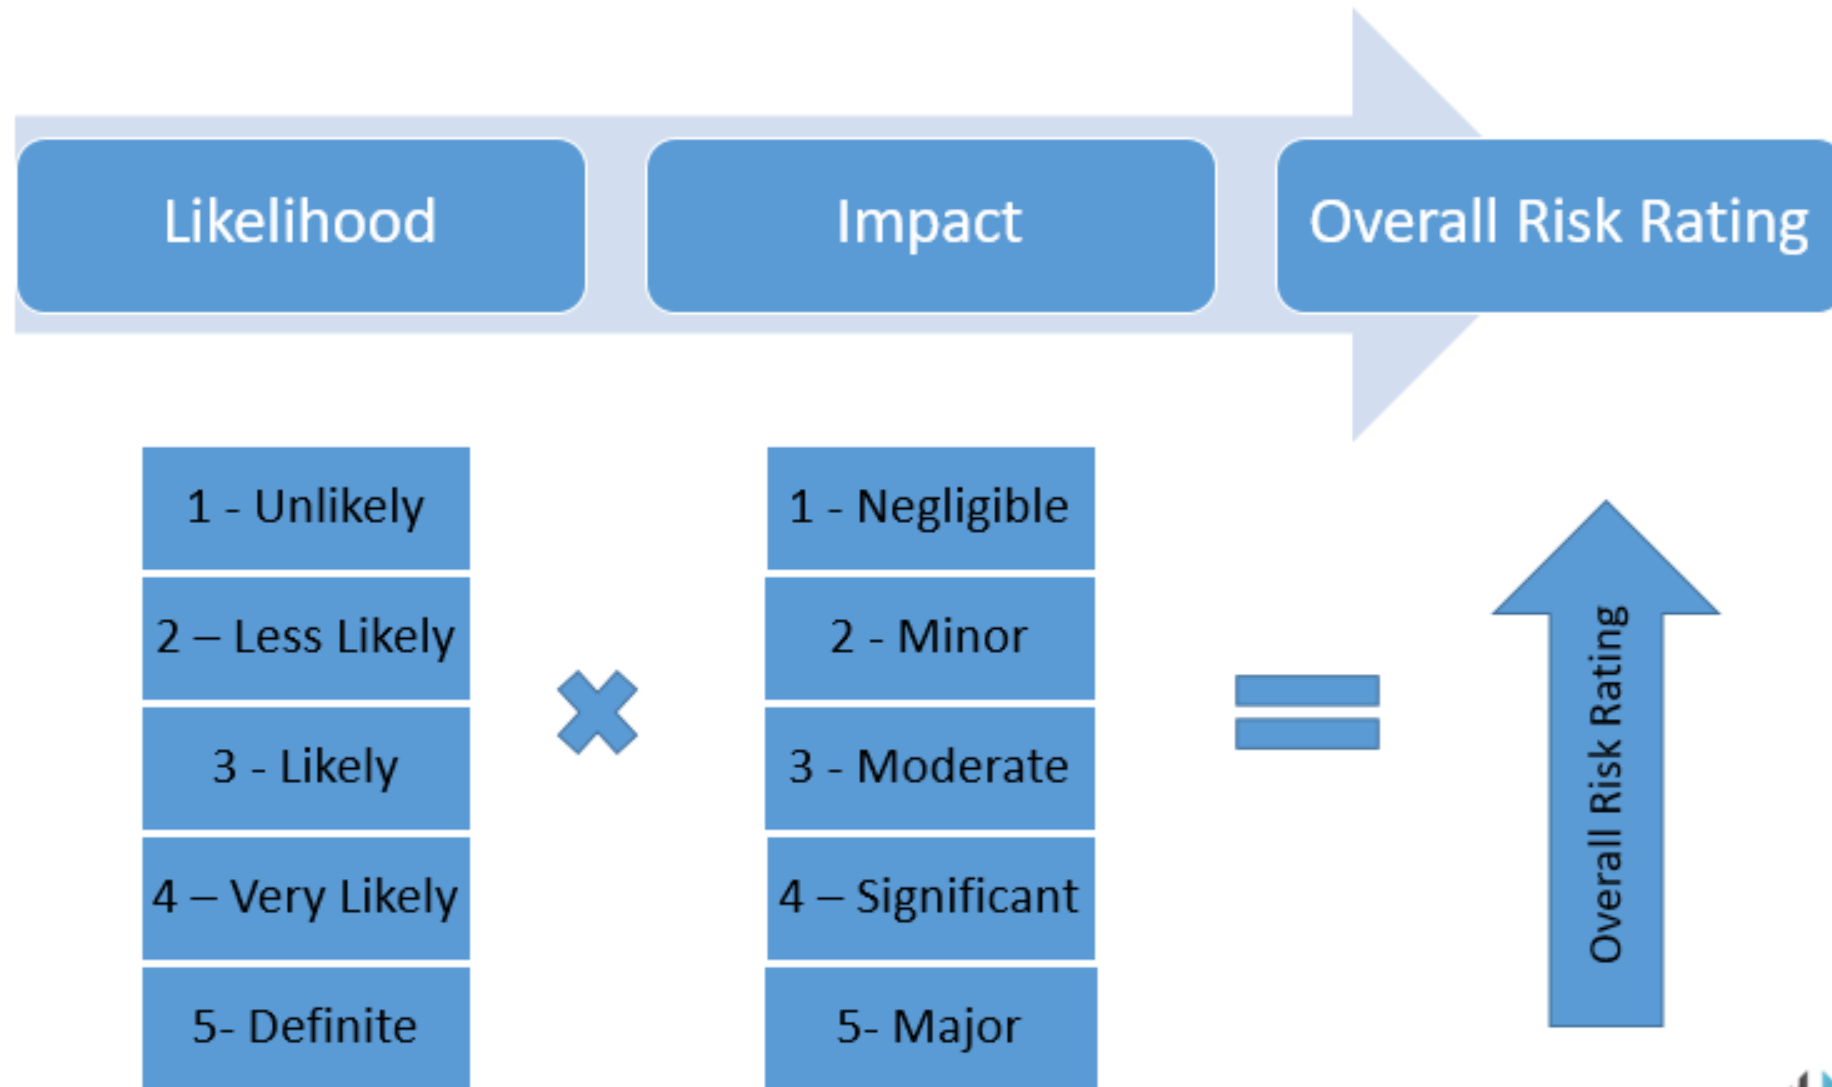 Likelihood
Impact
Overall Risk Rating
1 - Unlikely
2 – Less Likely
3 - Likely
4 – Very Likely
5- Definite
1 - Negligible
2 - Minor
3 - Moderate
4 – Significant
5- Major
Overall Risk Rating